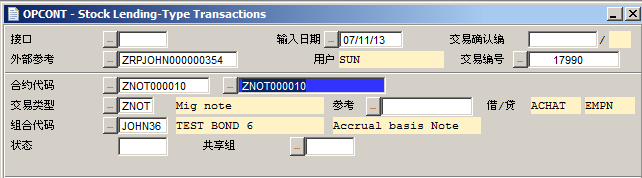 OPCONT - Stock Lending-Type Transactions
接口 ... 输入日期 ... 07/11/13 交易确认编 /
外部参考 ... ZRPJOHN000000354 用户 SUN 交易编号 ... 17990
合约代码 ... ZNOT000010 ... ZNOT000010
交易类型 ... ZNOT Mig note 参考 ... 借/贷 ACHAT EMPN
组合代码 ... JOHN36 TEST BOND 6 Accrual basis Note
状态 共享组 ...